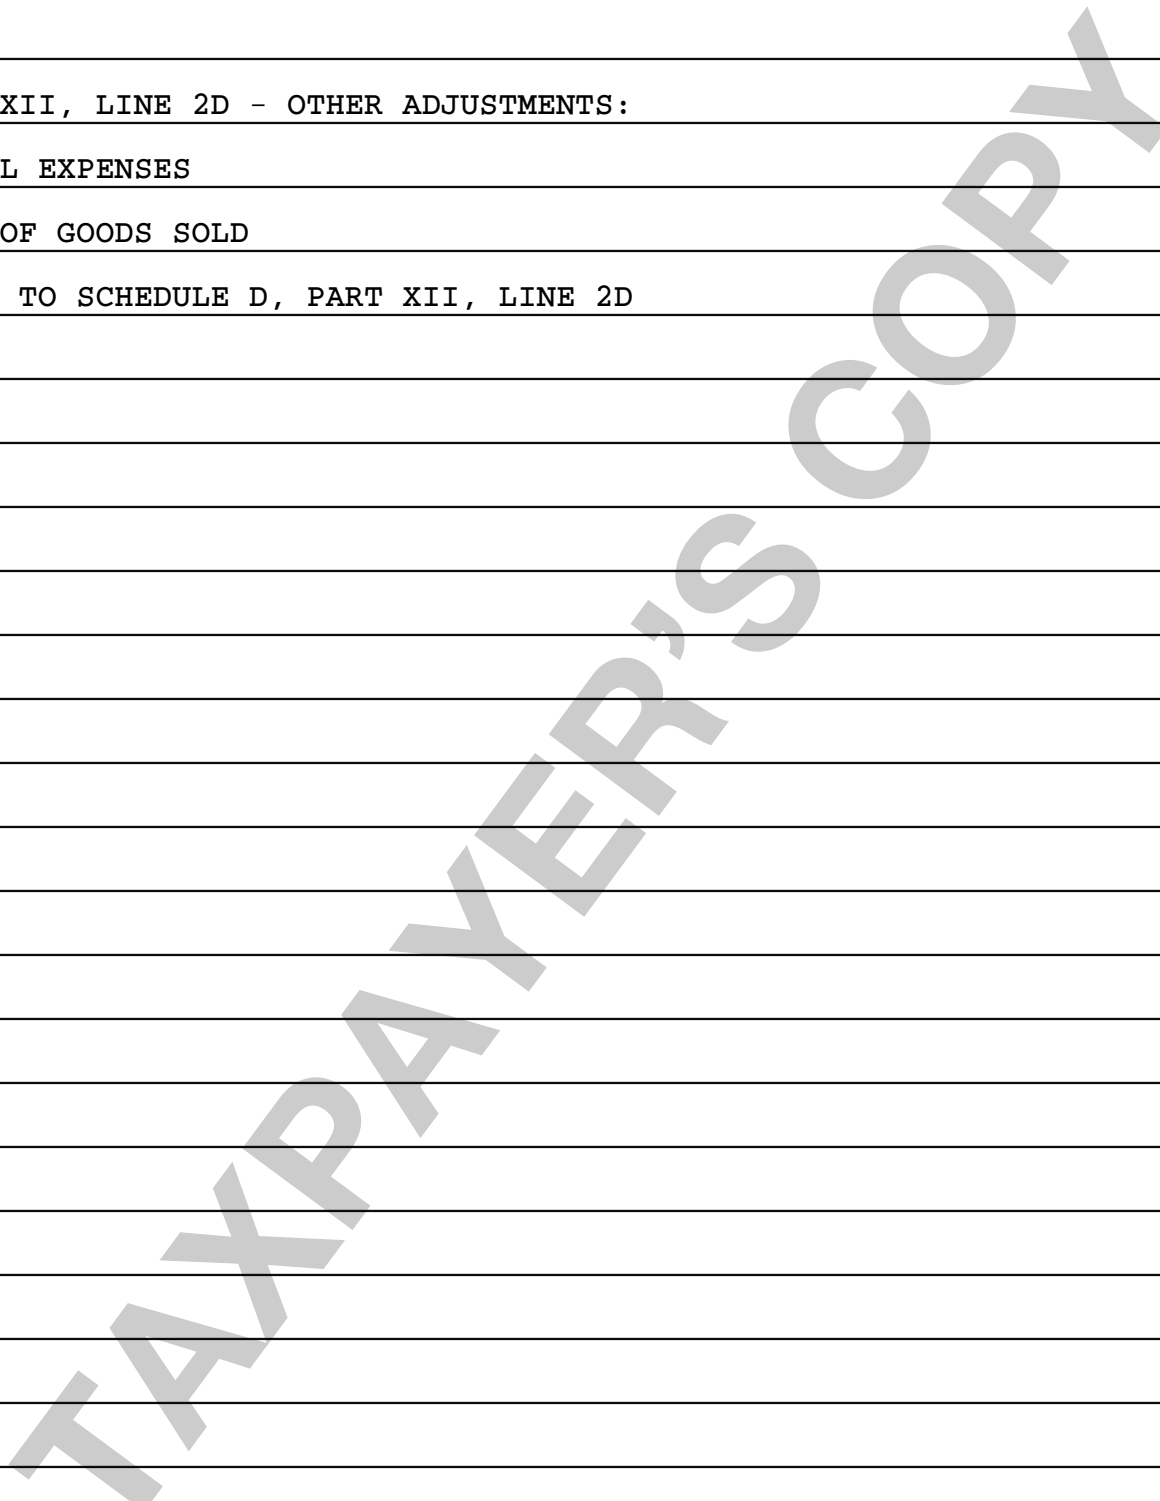 XII, LINE 2D - OTHER ADJUSTMENTS:
L EXPENSES
OF GOODS SOLD
TO SCHEDULE D, PART XII, LINE 2D
TAXPAYER'S COPY